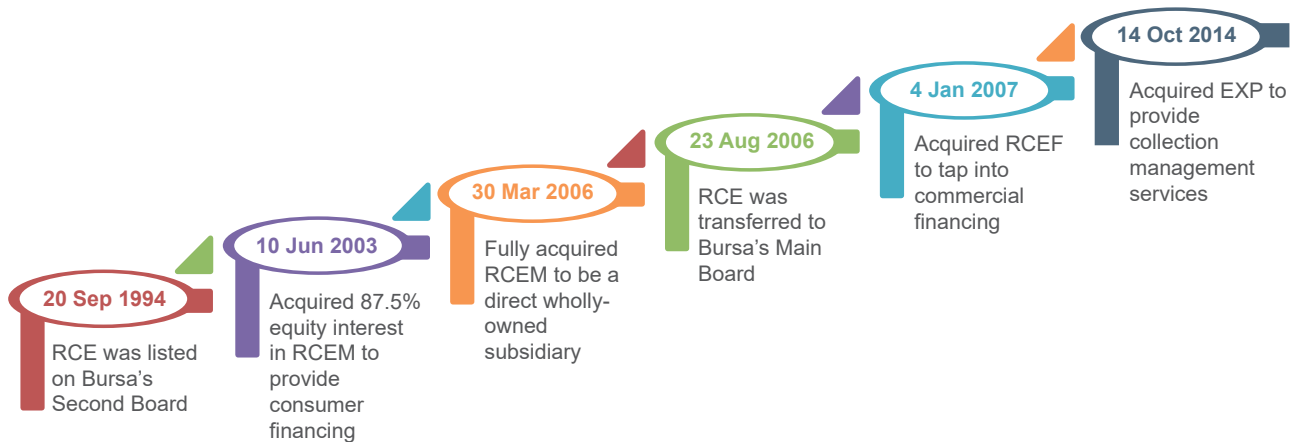 20 Sep 1994
RCE was listed
on Bursa’s
Second Board
10 Jun 2003
Acquired 87.5%
equity interest
in RCEM to
provide
consumer
financing
30 Mar 2006
Fully acquired
RCEM to be a
direct wholly-
owned
subsidiary
23 Aug 2006
RCE was
transferred to
Bursa’s Main
Board
4 Jan 2007
Acquired RCEF
to tap into
commercial
financing
14 Oct 2014
Acquired EXP to
provide
collection
management
services